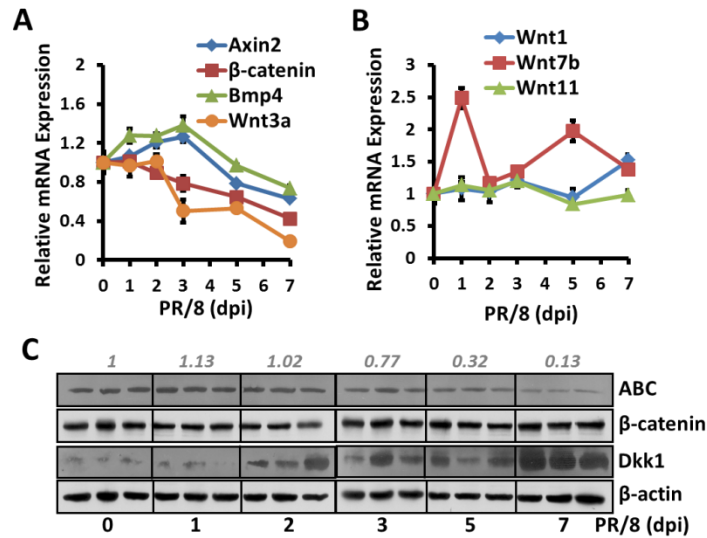 A
Axin2
β-catenin
Bmp4
Wnt3a
Relative mRNA Expression
2
1.6
1.2
0.8
0.4
0
0 1 2 3 4 5 6 7
PR/8 (dpi)
B
Wnt1
Wnt7b
Wnt11
Relative mRNA Expression
3
2.5
2
1.5
1
0.5
0
0 1 2 3 4 5 6 7
PR/8 (dpi)
C
1 1.13 1.02 0.77 0.32 0.13
ABC
β-catenin
Dkk1
β-actin
0 1 2 3 5 7 PR/8 (dpi)